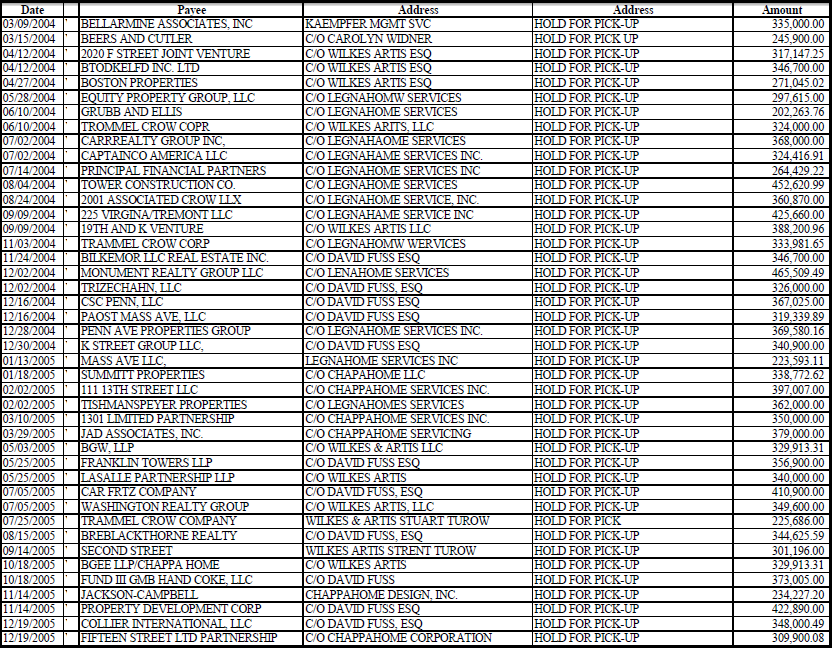 Date Payee Address Address Amount
03/09/2004 ' BELLARMINE ASSOCIATES, INC KAEMPFER MGMT SVC HOLD FOR PICK-UP 335,000.00
03/15/2004 ' BEERS AND CUTLER C/O CAROLYN WIDNER HOLD FOR PICK UP 245,900.00
04/12/2004 ' 2020 F STREET JOINT VENTURE C/O WILKES ARTIS ESQ HOLD FOR PICK-UP 317,147.25
04/12/2004 ' BTODKELFD INC. LTD C/O WILKES ARTIS ESQ HOLD FOR PICK-UP 346,700.00
04/27/2004 ' BOSTON PROPERTIES C/O WILKES ARTIS ESQ HOLD FOR PICK-UP 271,045.02
05/28/2004 ' EQUITY PROPERTY GROUP, LLC C/O LEGNAHOMW SERVICES HOLD FOR PICK-UP 297,615.00
06/10/2004 ' GRUBB AND ELLIS C/O LEGNAHOME SERVICES HOLD FOR PICK-UP 202,263.76
06/10/2004 ' TROMMEL CROW COPR C/O WILKES ARITS, LLC HOLD FOR PICK-UP 324,000.00
07/02/2004 ' CARRREALTY GROUP INC, C/O LEGNAHAOME SERVICES HOLD FOR PICK-UP 368,000.00
07/02/2004 ' CAPTAINCO AMERICA LLC C/O LEGNAHAME SERVICES INC. HOLD FOR PICK-UP 324,416.91
07/14/2004 ' PRINCIPAL FINANCIAL PARTNERS C/O LEGNAHAME SERVICES INC HOLD FOR PICK-UP 264,429.22
08/04/2004 ' TOWER CONSTRUCTION CO. C/O LEGNAHOME SERVICES HOLD FOR PICK-UP 452,620.99
08/24/2004 ' 2001 ASSOCIATED CROW LLX C/O LEGNAHOME SERVICE, INC. HOLD FOR PICK-UP 360,870.00
09/09/2004 ' 225 VIRGINA/TREMONT LLC C/O LEGNAHAME SERVICE INC HOLD FOR PICK-UP 425,660.00
09/09/2004 ' 19TH AND K VENTURE C/O WILKES ARTIS LLC HOLD FOR PICK-UP 388,200.96
11/03/2004 ' TRAMMEL CROW CORP C/O LEGNAHOMW WERVICES HOLD FOR PICK-UP 333,981.65
11/24/2004 ' BILKEMOR LLC REAL ESTATE INC. C/O DAVID FUSS ESQ HOLD FOR PICK-UP 346,700.00
12/02/2004 ' MONUMENT REALTY GROUP LLC C/O LENAHOME SERVICES HOLD FOR PICK-UP 465,509.49
12/02/2004 ' TRIZECHAHN, LLC C/O DAVID FUSS, ESQ HOLD FOR PICK-UP 326,000.00
12/16/2004 ' CSC PENN, LLC C/O DAVID FUSS ESQ HOLD FOR PICK-UP 367,025.00
12/16/2004 ' PAOST MASS AVE, LLC C/O DAVID FUSS ESQ HOLD FOR PICK-UP 319,339.89
12/28/2004 ' PENN AVE PROPERTIES GROUP C/O LEGNAHOME SERVICES INC. HOLD FOR PICK-UP 369,580.16
12/30/2004 ' K STREET GROUP LLC, C/O DAVID FUSS ESQ HOLD FOR PICK-UP 340,900.00
01/13/2005 ' MASS AVE LLC, LEGNAHOME SERVICES INC HOLD FOR PICK-UP 223,593.11
01/18/2005 ' SUMMITT PROPERTIES C/O CHAPAHOME LLC HOLD FOR PICK-UP 338,772.62
02/02/2005 ' 111 13TH STREET LLC C/O CHAPPAHOME SERVICES INC. HOLD FOR PICK-UP 397,007.00
02/02/2005 ' TISHMANSPEYER PROPERTIES C/O LEGNAHOMES SERVICES HOLD FOR PICK-UP 362,000.00
03/10/2005 ' 1301 LIMITED PARTNERSHIP C/O CHAPPAHOME SERVICES INC. HOLD FOR PICK-UP 350,000.00
03/29/2005 ' JAD ASSOCIATES, INC. C/O CHAPPAHOME SERVICING HOLD FOR PICK-UP 379,000.00
05/03/2005 ' BGW, LLP C/O WILKES & ARTIS LLC HOLD FOR PICK-UP 329,913.31
05/25/2005 ' FRANKLIN TOWERS LLP C/O DAVID FUSS ESQ HOLD FOR PICK-UP 356,900.00
05/25/2005 ' LASALLE PARTNERSHIP LLP C/O WILKES ARTIS HOLD FOR PICK-UP 340,000.00
07/05/2005 ' CAR FRTZ COMPANY C/O DAVID FUSS, ESQ HOLD FOR PICK-UP 410,900.00
07/05/2005 ' WASHINGTON REALTY GROUP C/O WILKES ARTIS, LLC HOLD FOR PICK-UP 349,600.00
07/25/2005 ' TRAMMEL CROW COMPANY WILKES & ARTIS STUART TUROW HOLD FOR PICK 225,686.00
08/15/2005 ' BREBLACKTHORNE REALTY C/O DAVID FUSS, ESQ HOLD FOR PICK-UP 344,625.59
09/14/2005 ' SECOND STREET WILKES ARTIS STRENT TUROW HOLD FOR PICK-UP 301,196.00
10/18/2005 ' BGEE LLP/CHAPPA HOME C/O WILKES ARTIS HOLD FOR PICK-UP 329,913.31
10/18/2005 ' FUND III GMB HAND COKE, LLC C/O DAVID FUSS HOLD FOR PICK-UP 373,005.00
11/14/2005 ' JACKSON-CAMPBELL CHAPPAHOME DESIGN, INC. HOLD FOR PICK-UP 234,227.20
11/14/2005 ' PROPERTY DEVELOPMENT CORP C/O DAVID FUSS ESQ HOLD FOR PICK-UP 422,890.00
12/19/2005 ' COLLIER INTERNATIONAL, LLC C/O DAVID FUSS, ESQ HOLD FOR PICK-UP 348,000.49
12/19/2005 ' FIFTEEN STREET LTD PARTNERSHIP C/O CHAPPAHOME CORPORATION HOLD FOR PICK-UP 309,900.08